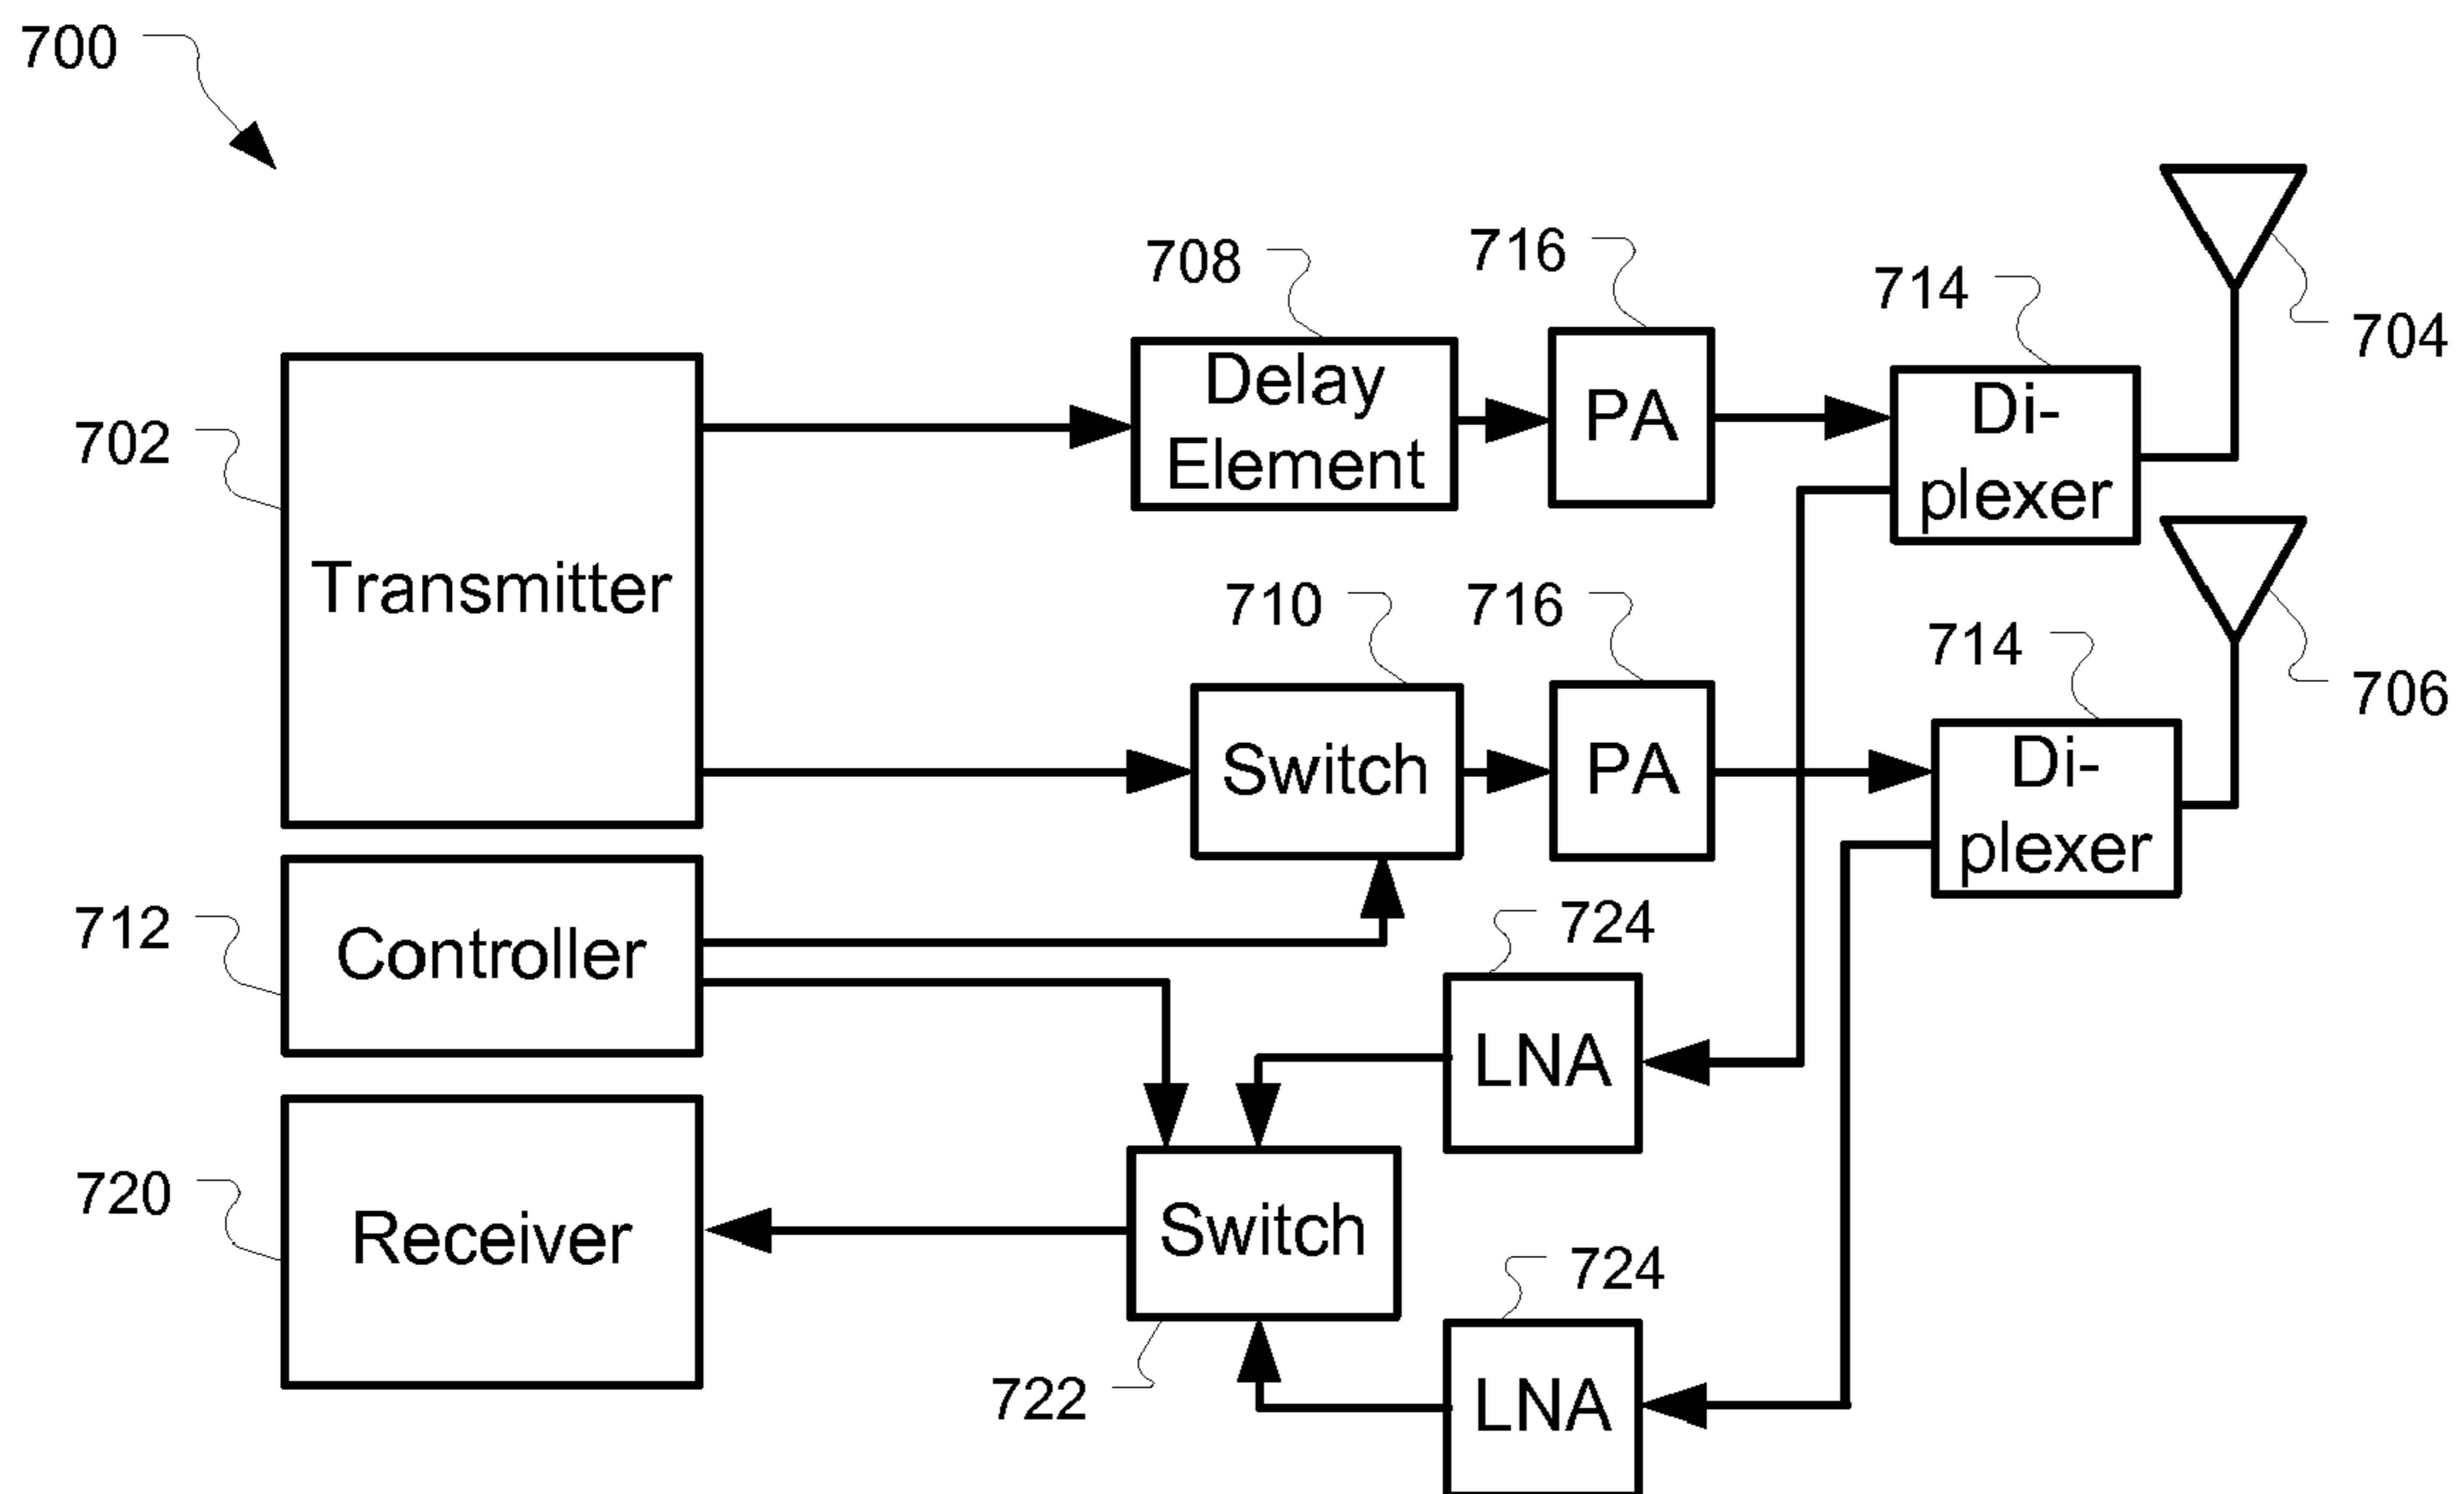 700
708
716
714
704
702
Delay
Element
PA
Di-
plexer
Transmitter
710
716
714
706
Switch
PA
Di-
plexer
712
Controller
724
LNA
720
Receiver
Switch
722
724
LNA